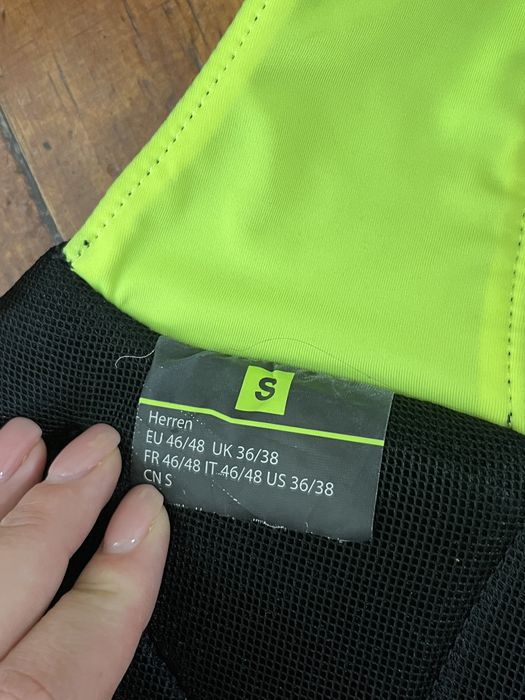 S
Herren
EU 46/48 UK 36/38
FR 46/48 IT 46/48 US 36/38
CN S